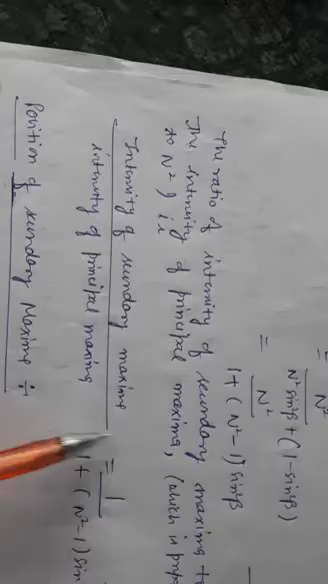 N²
= N² sin²β + (1 - sin²β)
= N²
1 + (N² - 1) sin²β
The ratio of intensity of secondary maxima t
The intensity of principal maxima, (which is prop
to N²) is
Intensity of secondary maxima
intensity of principal maxima
= 1
1 + (N² - 1) sin
Position of secondary Maxima ÷